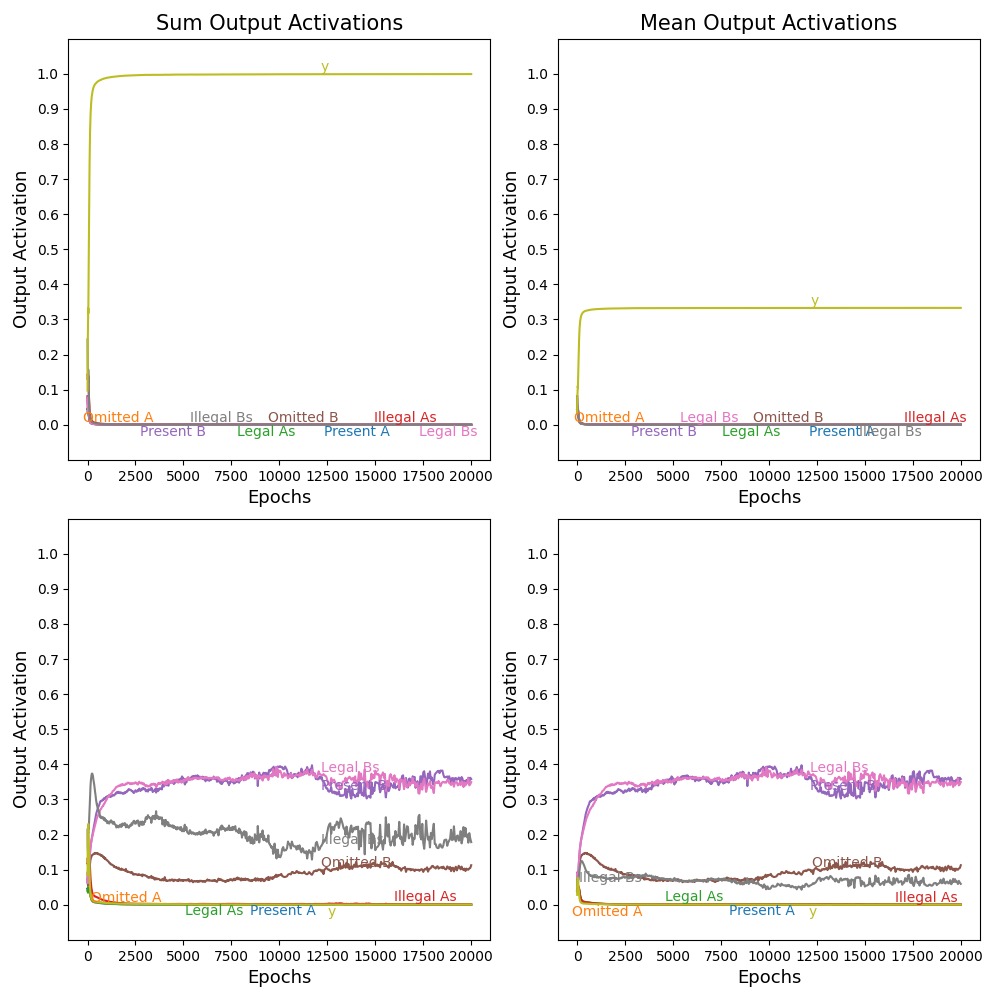 Sum Output Activations
Output Activation
1.0
0.9
0.8
0.7
0.6
0.5
0.4
0.3
0.2
0.1
0.0
y
Omitted A Illegal Bs Omitted B Illegal As
Present B Legal As Present A Legal Bs
0 2500 5000 7500 10000 12500 15000 17500 20000
Epochs
Mean Output Activations
Output Activation
1.0
0.9
0.8
0.7
0.6
0.5
0.4
0.3
0.2
0.1
0.0
y
Omitted A Legal Bs Omitted B Illegal As
Present B Legal As Present A Illegal Bs
0 2500 5000 7500 10000 12500 15000 17500 20000
Epochs
Output Activation
1.0
0.9
0.8
0.7
0.6
0.5
0.4
0.3
0.2
0.1
0.0
Legal Bs
Present B
Illegal Bs
Omitted B
Omitted A Illegal As
Legal As Present A y
0 2500 5000 7500 10000 12500 15000 17500 20000
Epochs
Output Activation
1.0
0.9
0.8
0.7
0.6
0.5
0.4
0.3
0.2
0.1
0.0
Legal Bs
Present B
Omitted B
Illegal Bs
Legal As Illegal As
Omitted A Present A y
0 2500 5000 7500 10000 12500 15000 17500 20000
Epochs